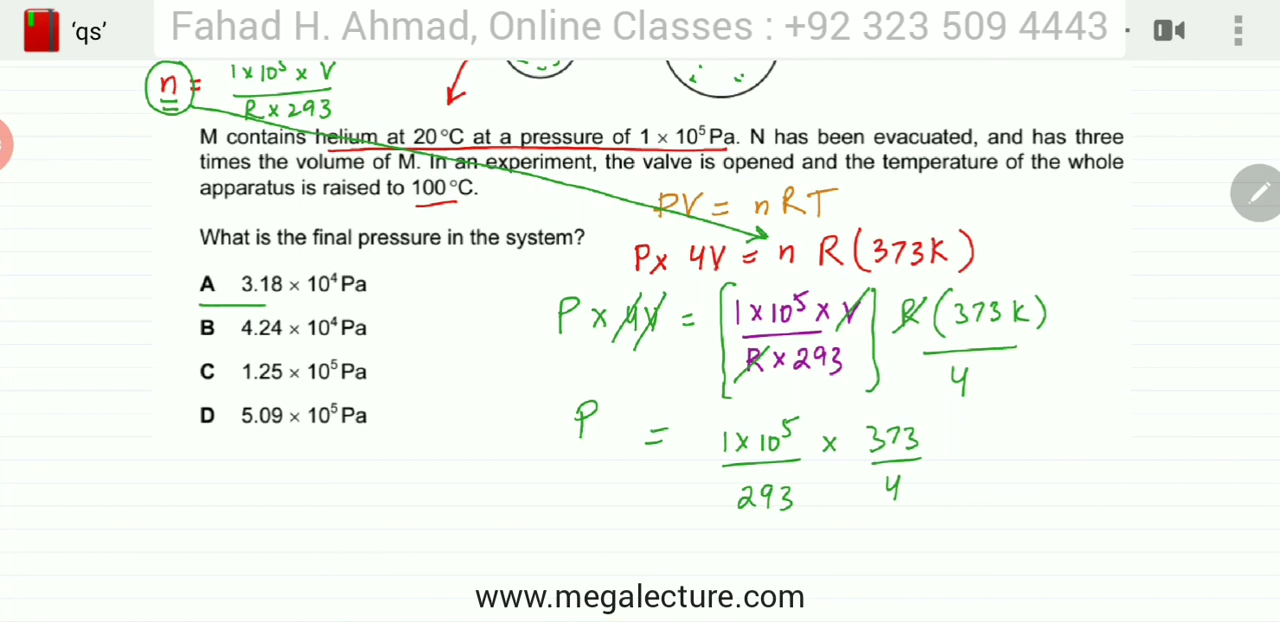 ‘qs’ Fahad H. Ahmad, Online Classes : +92 323 509 4443
n = 1 x 10⁵ x V / R x 293
M contains helium at 20 °C at a pressure of 1 × 10⁵ Pa. N has been evacuated, and has three
times the volume of M. In an experiment, the valve is opened and the temperature of the whole
apparatus is raised to 100 °C.
PV = nRT
What is the final pressure in the system?
P x 4V = n R (373K)
A 3.18 × 10⁴ Pa
B 4.24 × 10⁴ Pa
C 1.25 × 10⁵ Pa
D 5.09 × 10⁵ Pa
P x 4V = [1 x 10⁵ x V / R x 293] R (373K) / 4
P = 1 x 10⁵ / 293 x 373 / 4
www.megalecture.com